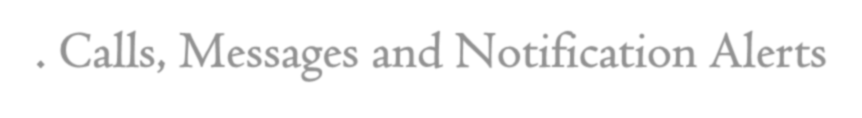 . Calls, Messages and Notification Alerts